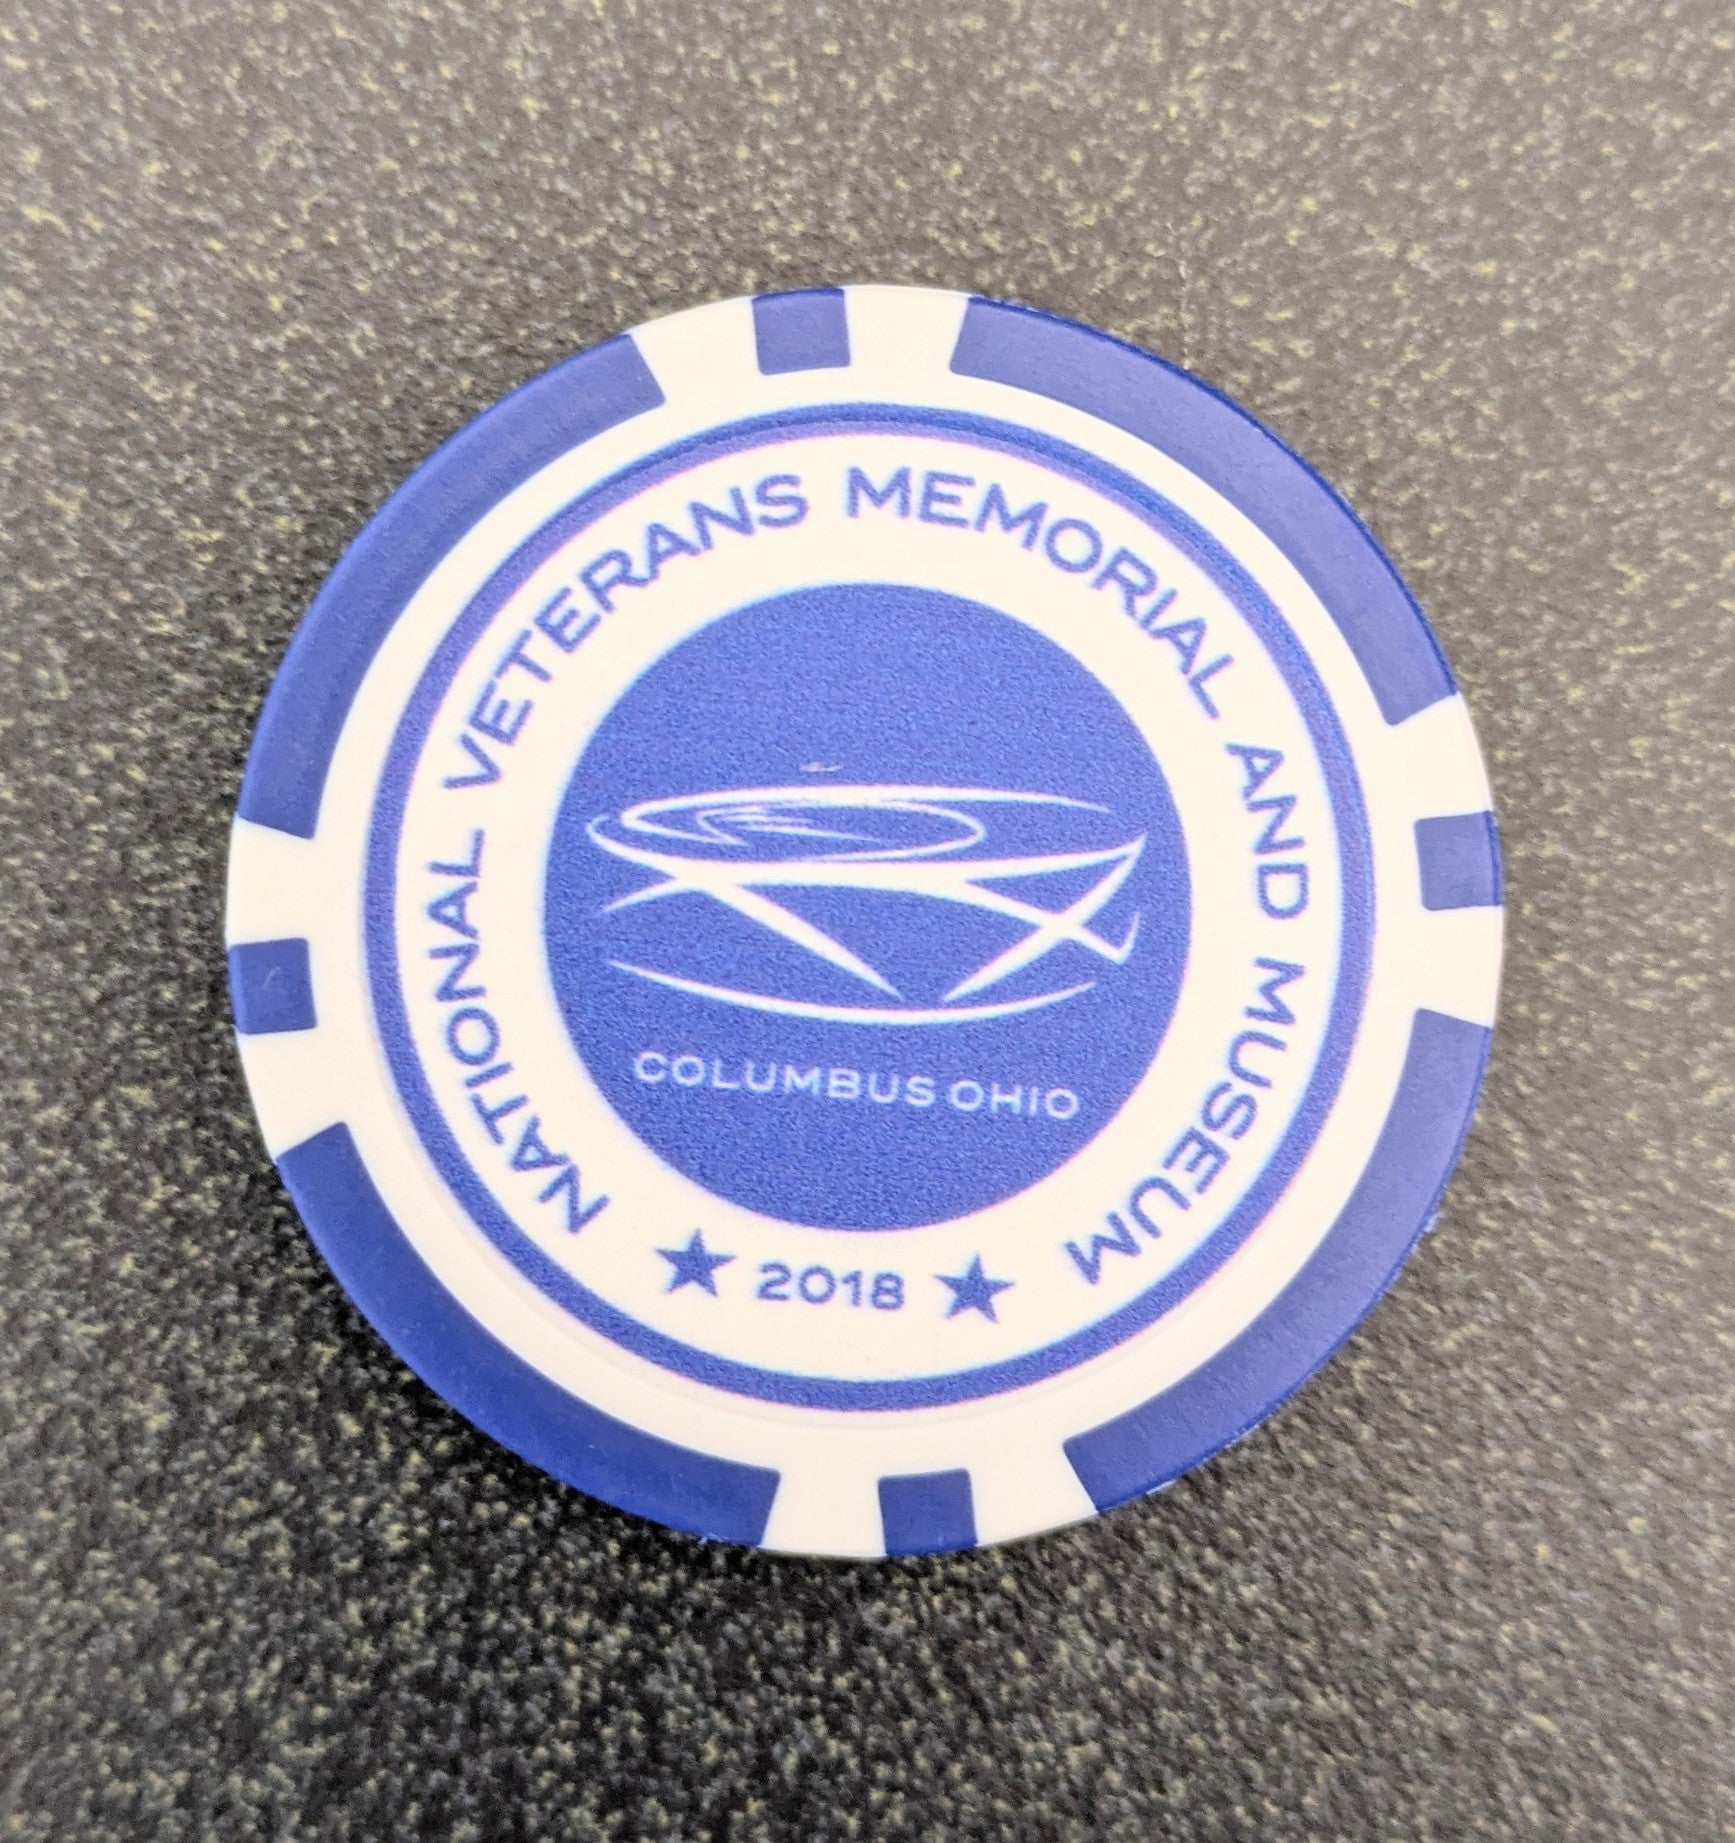 NATIONAL VETERANS MEMORIAL AND MUSEUM
COLUMBUS OHIO
2018